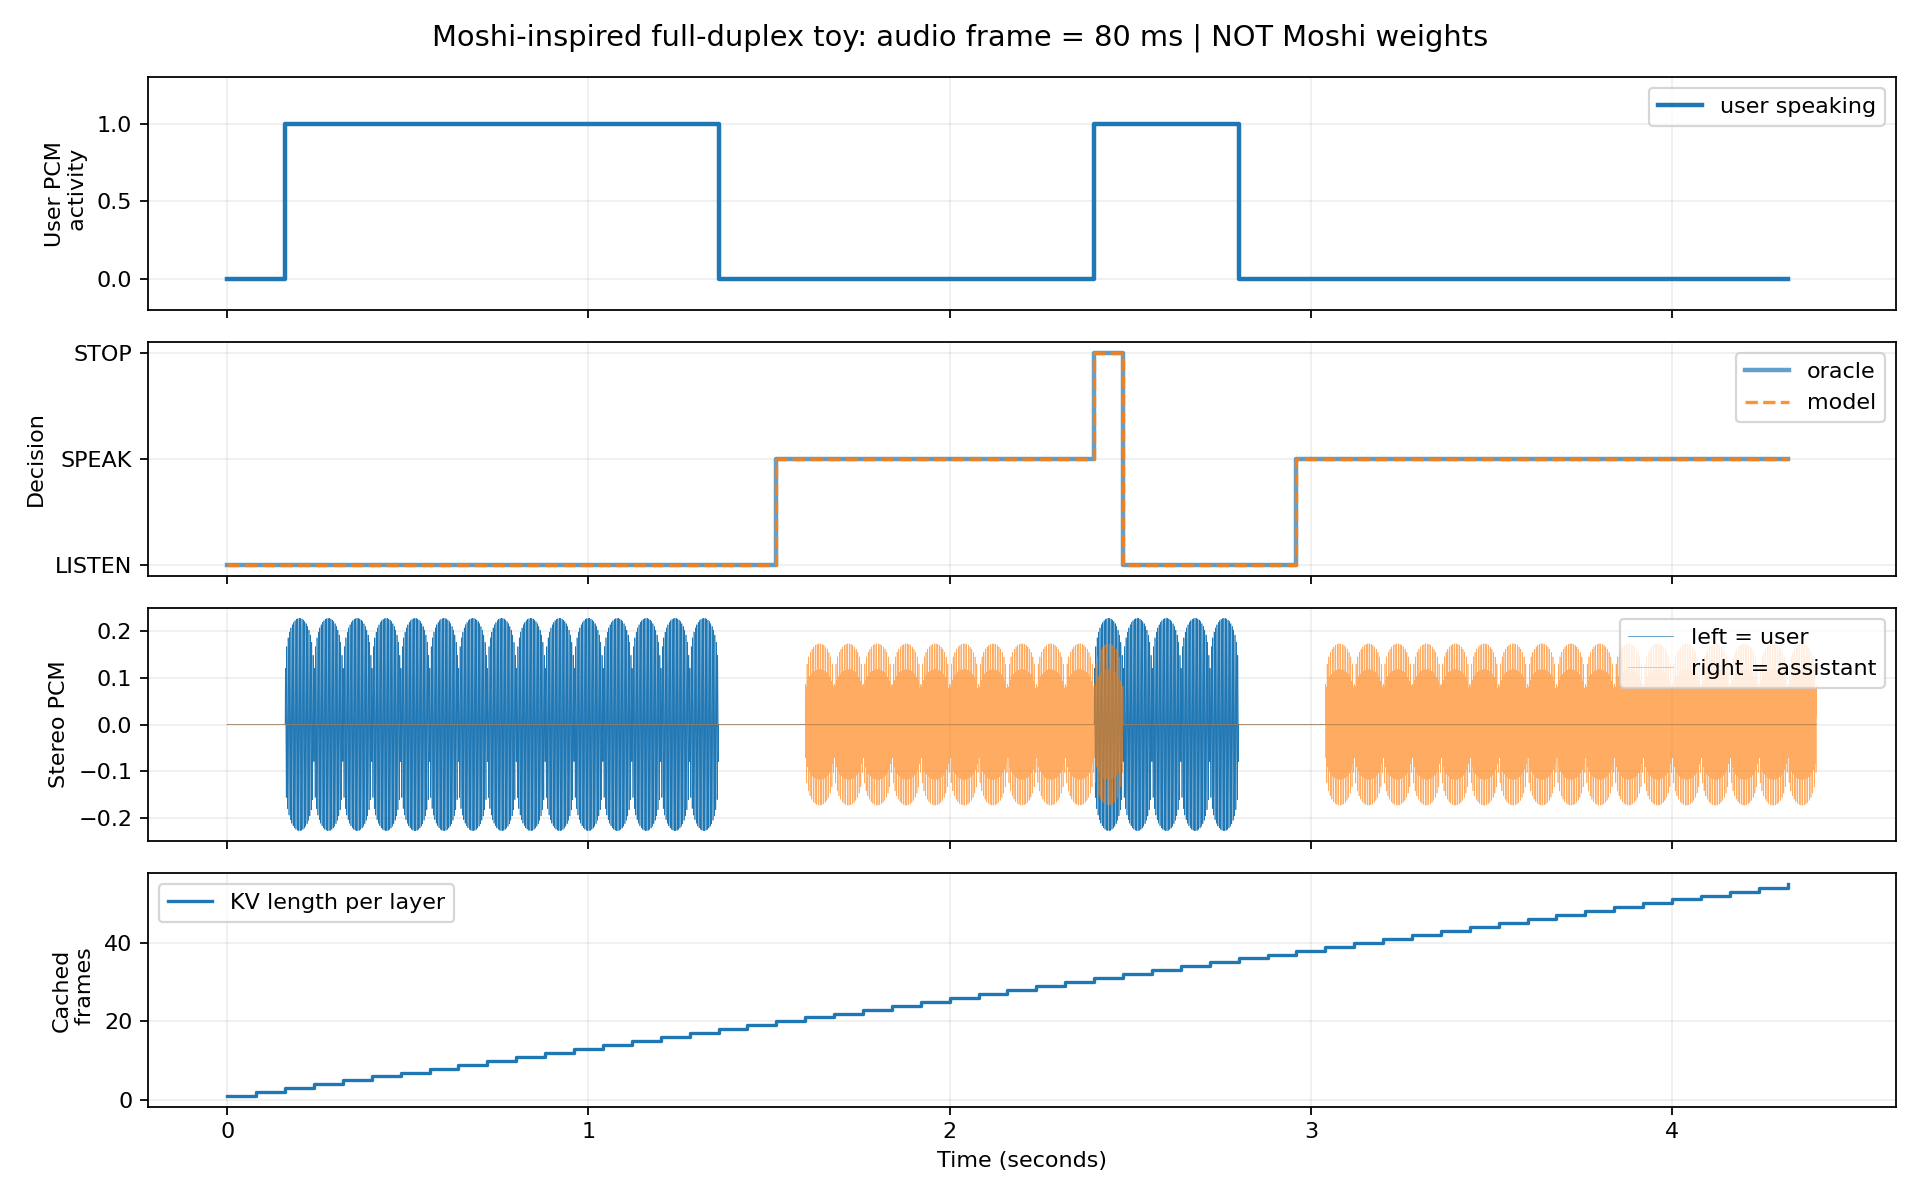 Moshi-inspired full-duplex toy: audio frame = 80 ms | NOT Moshi weights
User PCM
activity
1.0
0.5
0.0
user speaking
Decision
STOP
SPEAK
LISTEN
oracle
model
Stereo PCM
0.2
0.1
0.0
−0.1
−0.2
left = user
right = assistant
Cached
frames
40
20
0
KV length per layer
0 1 2 3 4
Time (seconds)